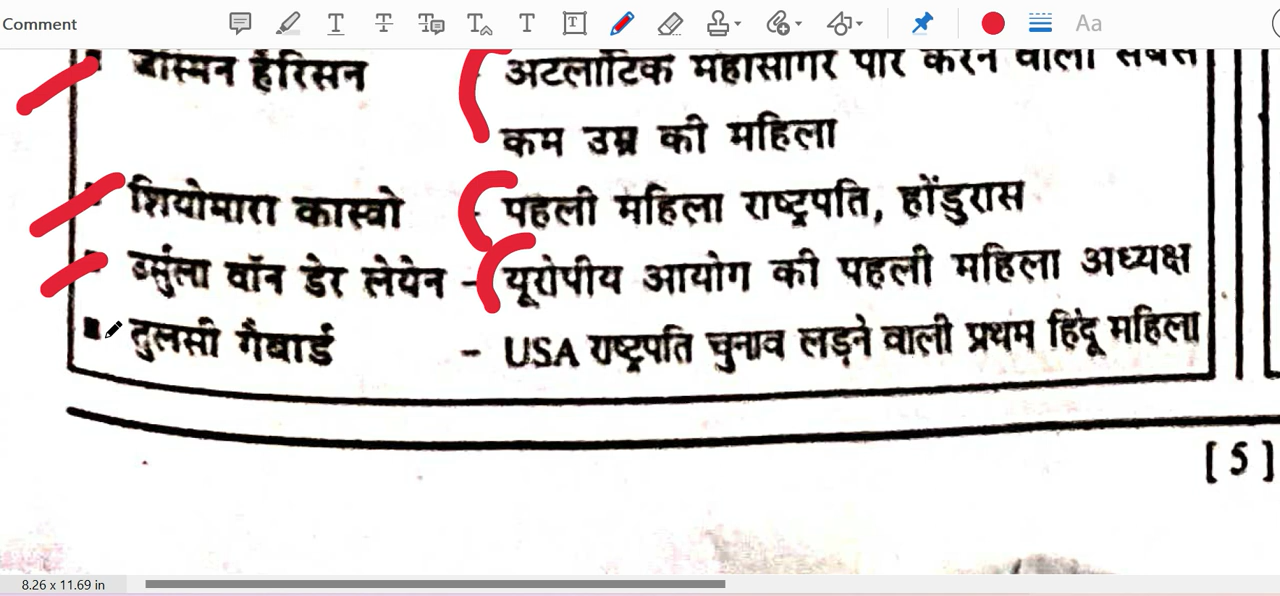 Comment
T T T T T Aa
जास्मिन हैरिसन - अटलांटिक महासागर पार करने वाली सबसे
कम उम्र की महिला
शियोमारा कास्त्रो - पहली महिला राष्ट्रपति, होंडुरास
उर्सुला वॉन डेर लेयेन - यूरोपीय आयोग की पहली महिला अध्यक्ष
तुलसी गैबार्ड - USA राष्ट्रपति चुनाव लड़ने वाली प्रथम हिंदू महिला
[5]
8.26 x 11.69 in